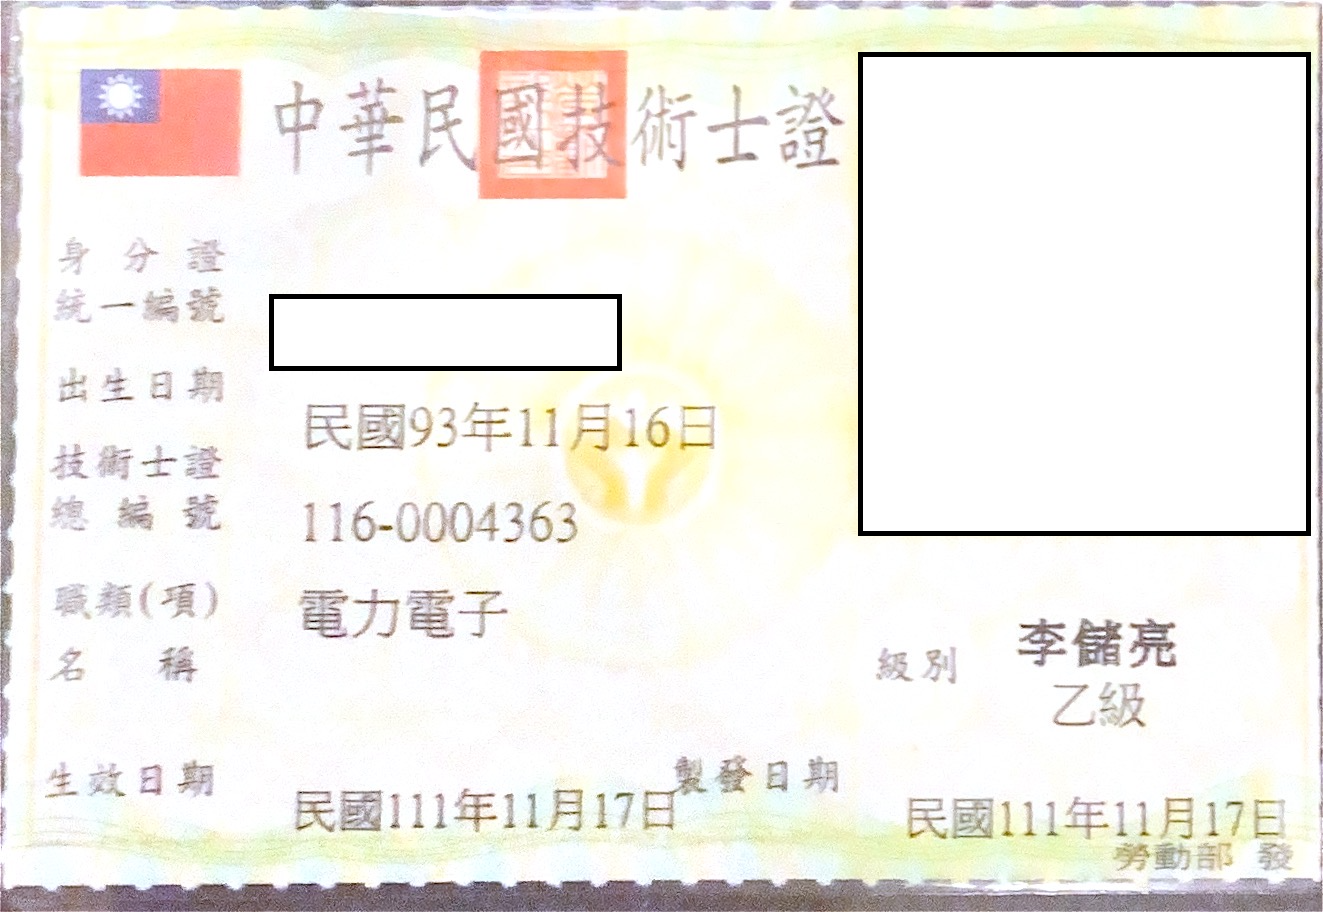 中華民國技術士證
身分證
統一編號
出生日期
民國93年11月16日
技術士證
總編號
116-0004363
職類(項)
名稱
電力電子
李儲亮
級別
乙級
生效日期
民國111年11月17日
製發日期
民國111年11月17日
勞動部 發